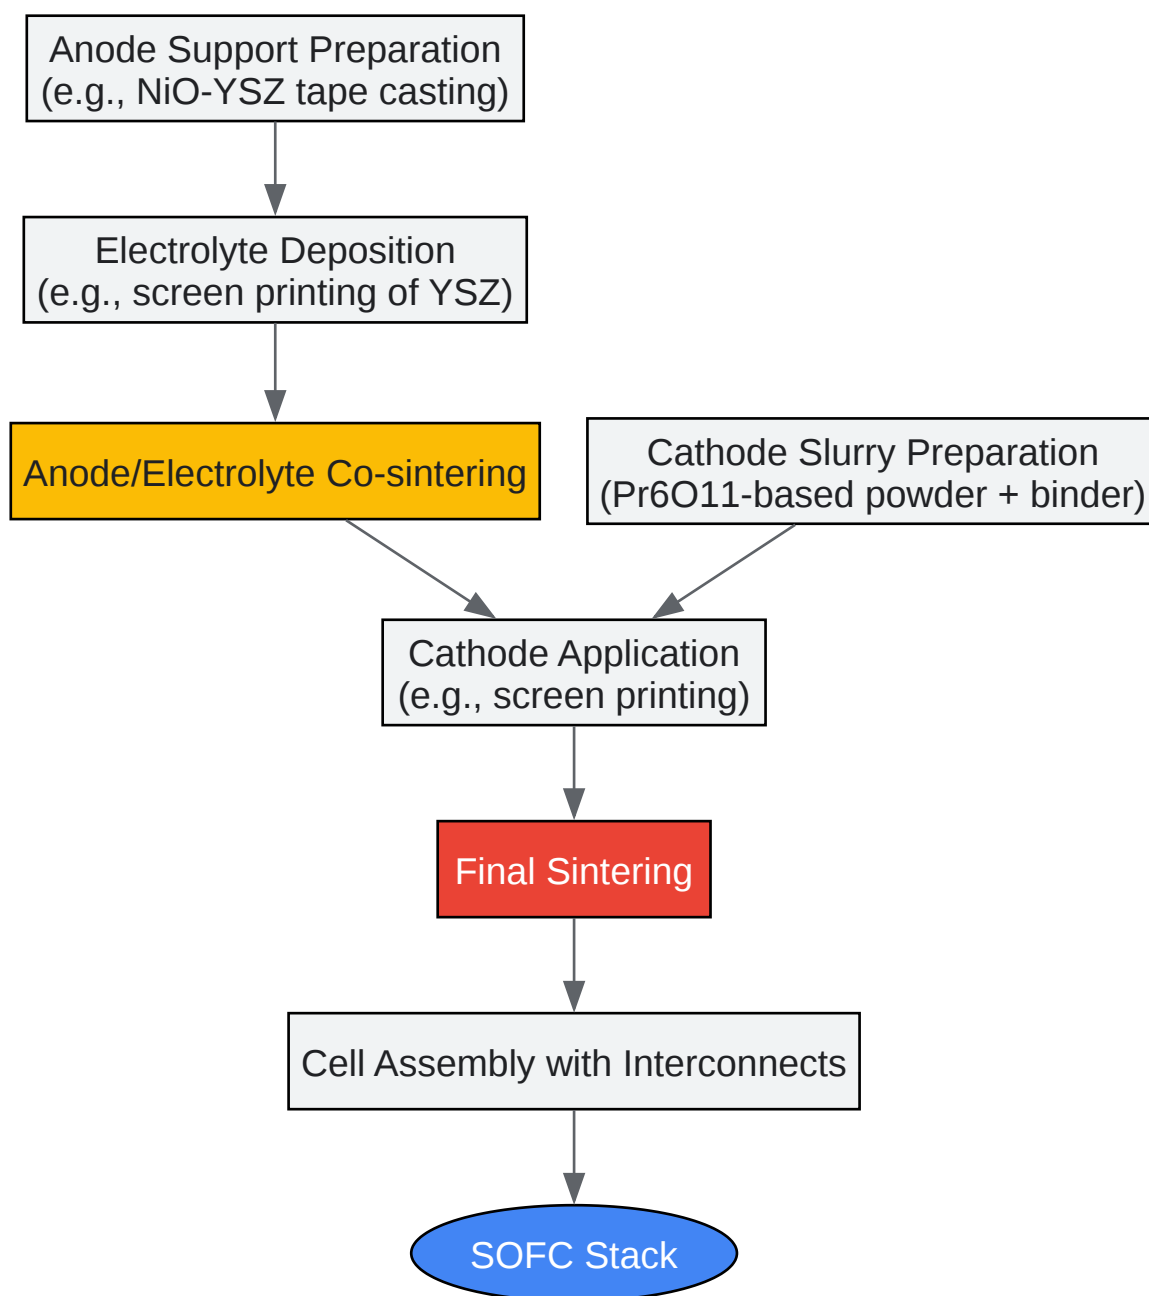 Anode Support Preparation
(e.g., NiO-YSZ tape casting)
Electrolyte Deposition
(e.g., screen printing of YSZ)
Anode/Electrolyte Co-sintering
Cathode Slurry Preparation
(Pr6O11-based powder + binder)
Cathode Application
(e.g., screen printing)
Final Sintering
Cell Assembly with Interconnects
SOFC Stack